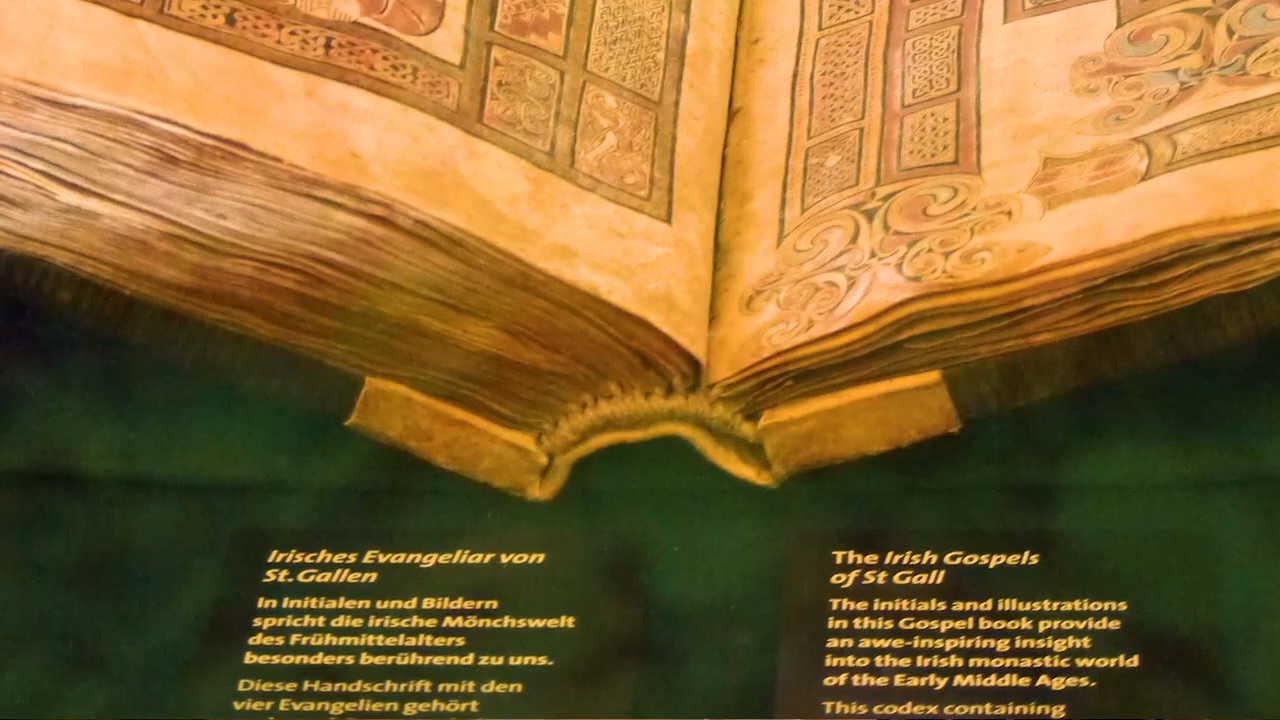 Irisches Evangeliar von
St. Gallen
In Initialen und Bildern
spricht die irische Mönchswelt
des Frühmittelalters
besonders berührend zu uns.
Diese Handschrift mit den
vier Evangelien gehört
The Irish Gospels
of St Gall
The initials and illustrations
in this Gospel book provide
an awe-inspiring insight
into the Irish monastic world
of the Early Middle Ages.
This codex containing